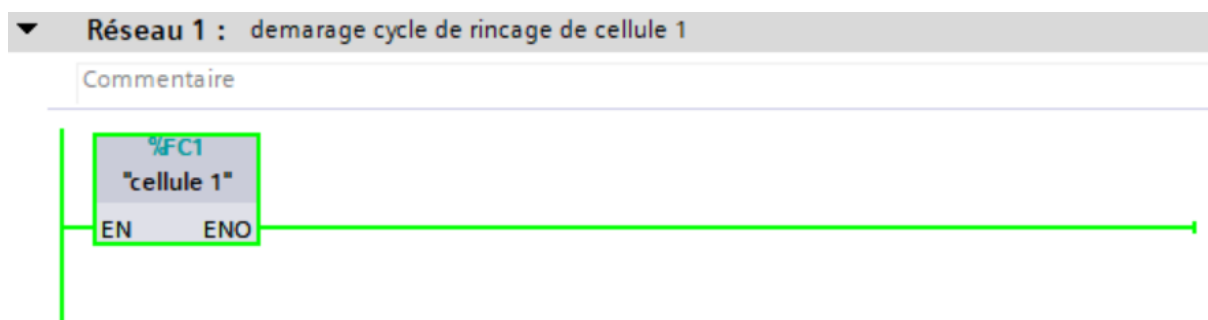 Réseau 1 : demarage cycle de rincage de cellule 1
Commentaire
%FC1
"cellule 1"
EN ENO